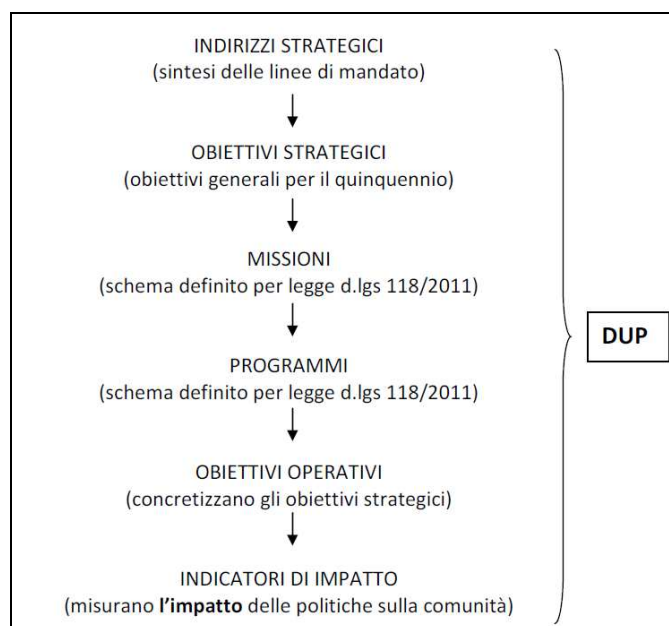 INDIRIZZI STRATEGICI
(sintesi delle linee di mandato)
OBIETTIVI STRATEGICI
(obiettivi generali per il quinquennio)
MISSIONI
(schema definito per legge d.lgs 118/2011)
PROGRAMMI
(schema definito per legge d.lgs 118/2011)
OBIETTIVI OPERATIVI
(concretizzano gli obiettivi strategici)
INDICATORI DI IMPATTO
(misurano l’impatto delle politiche sulla comunità)
DUP